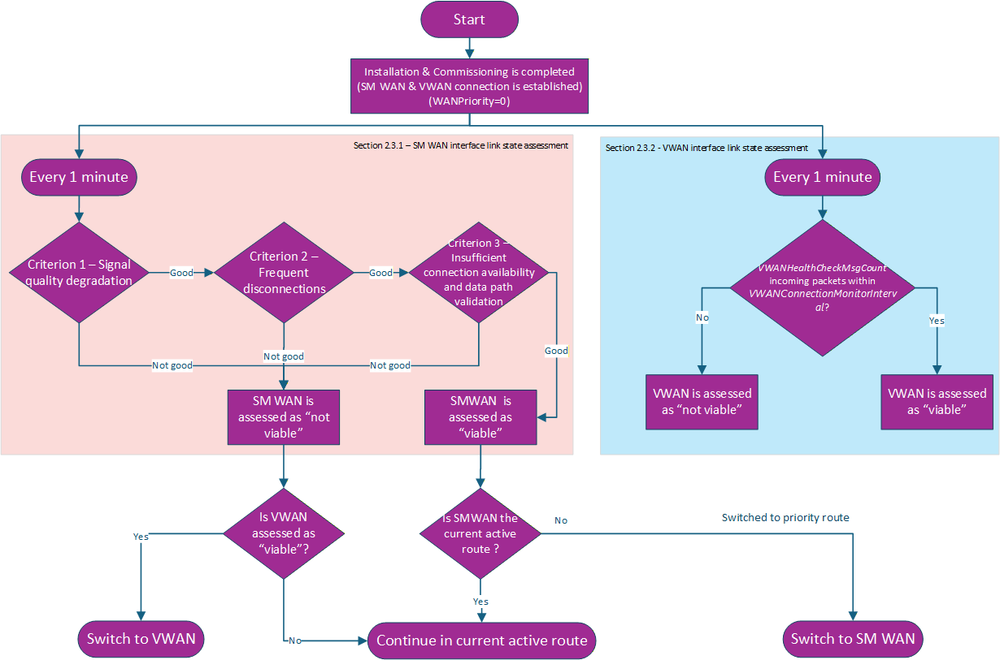 Start
Installation & Commissioning is completed
(SM WAN & VWAN connection is established)
(WANPriority=0)
Section 2.3.1 – SM WAN interface link state assessment
Every 1 minute
Criterion 1 – Signal
quality degradation
Good
Criterion 2 –
Frequent
disconnections
Good
Criterion 3 –
Insufficient
connection availability
and data path
validation
Good
Not good
Not good
Not good
SM WAN is
assessed as “not
viable”
SMWAN is
assessed as
“viable”
Section 2.3.2 - VWAN interface link state assessment
Every 1 minute
VWANHealthCheckMsgCount
incoming packets within
VWANConnectionMonitorInterv
al?
No
Yes
VWAN is assessed
as “not viable”
VWAN is assessed
as “viable”
Is VWAN
assessed as
“viable”?
Yes
No
Is SMWAN the
current active
route ?
No
Switched to priority route
Yes
Switch to VWAN
Continue in current active route
Switch to SM WAN